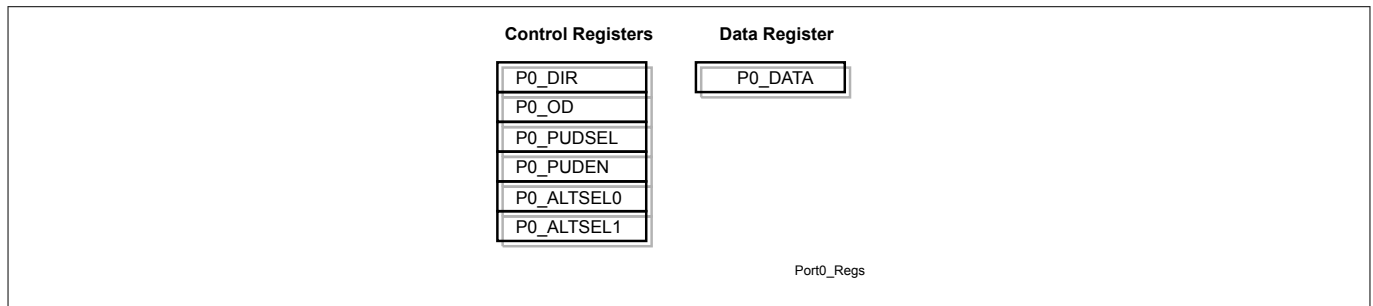 Control Registers Data Register
P0_DIR P0_DATA
P0_OD
P0_PUDSEL
P0_PUDEN
P0_ALTSEL0
P0_ALTSEL1
Port0_Regs